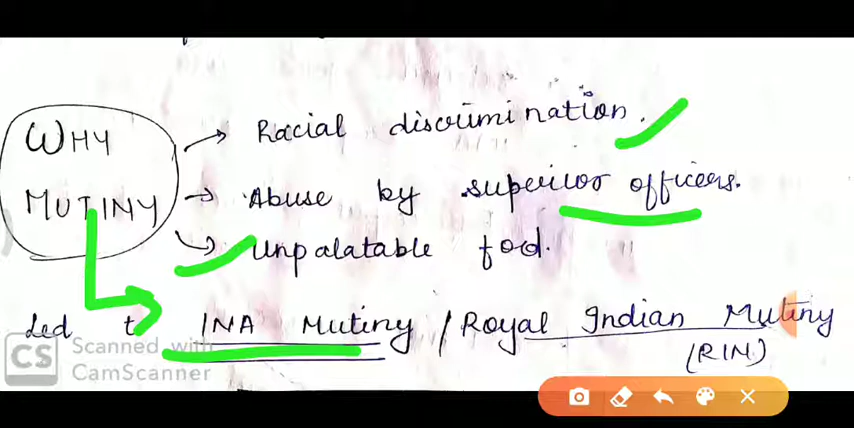 WHY
MUTINY
→ Racial discrimination.
→ Abuse by superior officers.
→ Unpalatable food.
Led to INA Mutiny / Royal Indian Mutiny
(RIN)
CS Scanned with
CamScanner